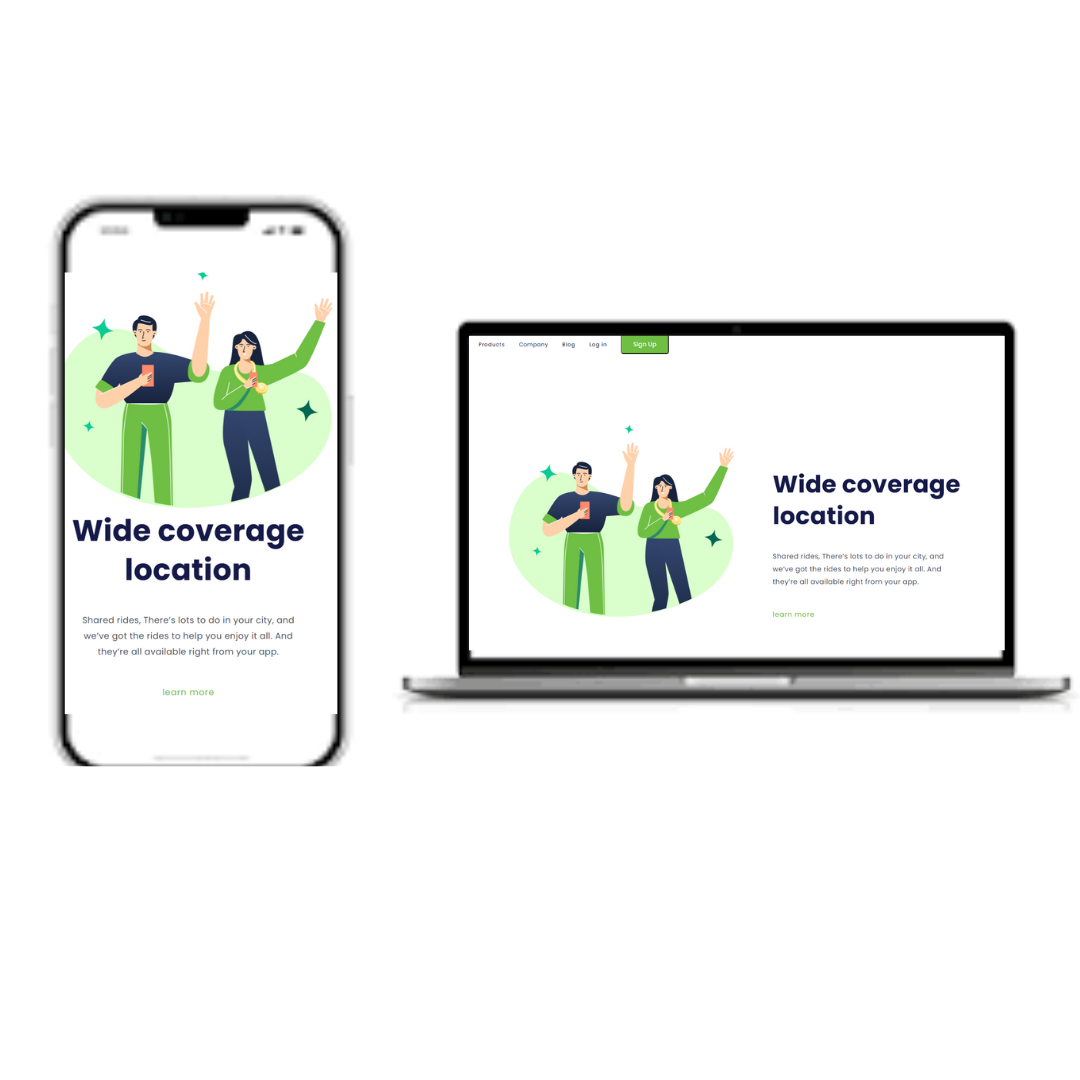 Wide coverage
location
Shared rides, There's lots to do in your city, and
we've got the rides to help you enjoy it all. And
they're all available right from your app.
learn more
Products Company Blog Log in Sign Up
Wide coverage
location
Shared rides, There's lots to do in your city, and
we've got the rides to help you enjoy it all. And
they're all available right from your app.
learn more